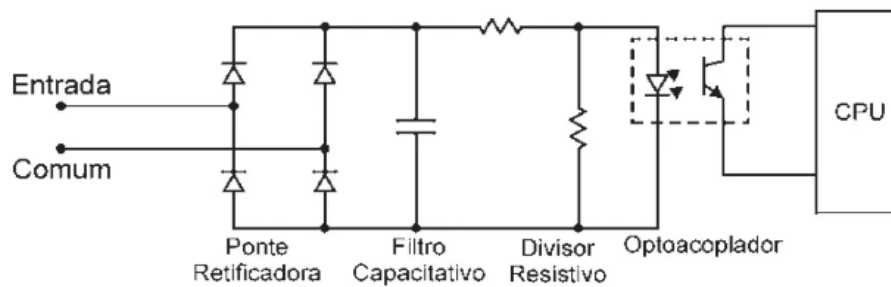 Entrada
Comum
CPU
Ponte
Retificadora
Filtro
Capacitativo
Divisor
Resistivo
Optoacoplador